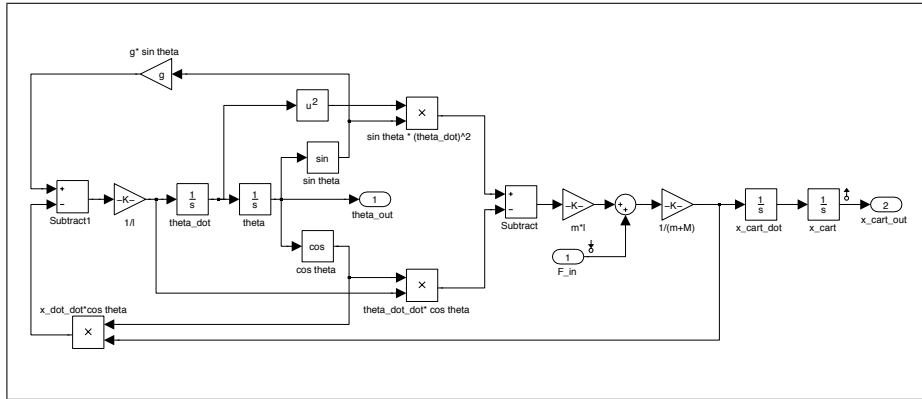 g* sin theta
g
u²
×
sin theta * (theta_dot)^2
sin
sin theta
+
−
Subtract1
−K−
1/l
1
s
theta_dot
1
s
theta
1
theta_out
+
−
Subtract
−K−
m*l
+
+
−K−
1/(m+M)
1
s
x_cart_dot
1
s
x_cart
2
x_cart_out
cos
cos theta
1
F_in
×
theta_dot_dot* cos theta
x_dot_dot*cos theta
×